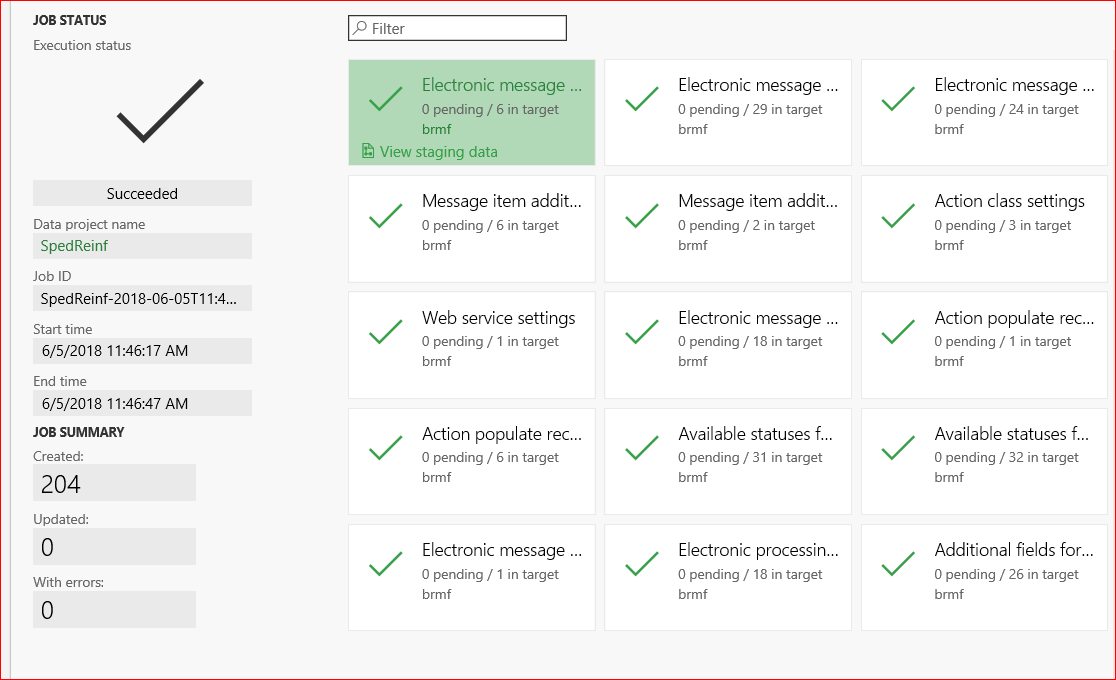 JOB STATUS
Execution status
Succeeded
Data project name
SpedReinf
Job ID
SpedReinf-2018-06-05T11:4...
Start time
6/5/2018 11:46:17 AM
End time
6/5/2018 11:46:47 AM
JOB SUMMARY
Created:
204
Updated:
0
With errors:
0
Filter
Electronic message ...
0 pending / 6 in target
brmf
View staging data
Electronic message ...
0 pending / 29 in target
brmf
Electronic message ...
0 pending / 24 in target
brmf
Message item addit...
0 pending / 6 in target
brmf
Message item addit...
0 pending / 2 in target
brmf
Action class settings
0 pending / 3 in target
brmf
Web service settings
0 pending / 1 in target
brmf
Electronic message ...
0 pending / 18 in target
brmf
Action populate rec...
0 pending / 1 in target
brmf
Action populate rec...
0 pending / 6 in target
brmf
Available statuses f...
0 pending / 31 in target
brmf
Available statuses f...
0 pending / 32 in target
brmf
Electronic message ...
0 pending / 1 in target
brmf
Electronic processin...
0 pending / 18 in target
brmf
Additional fields for...
0 pending / 26 in target
brmf